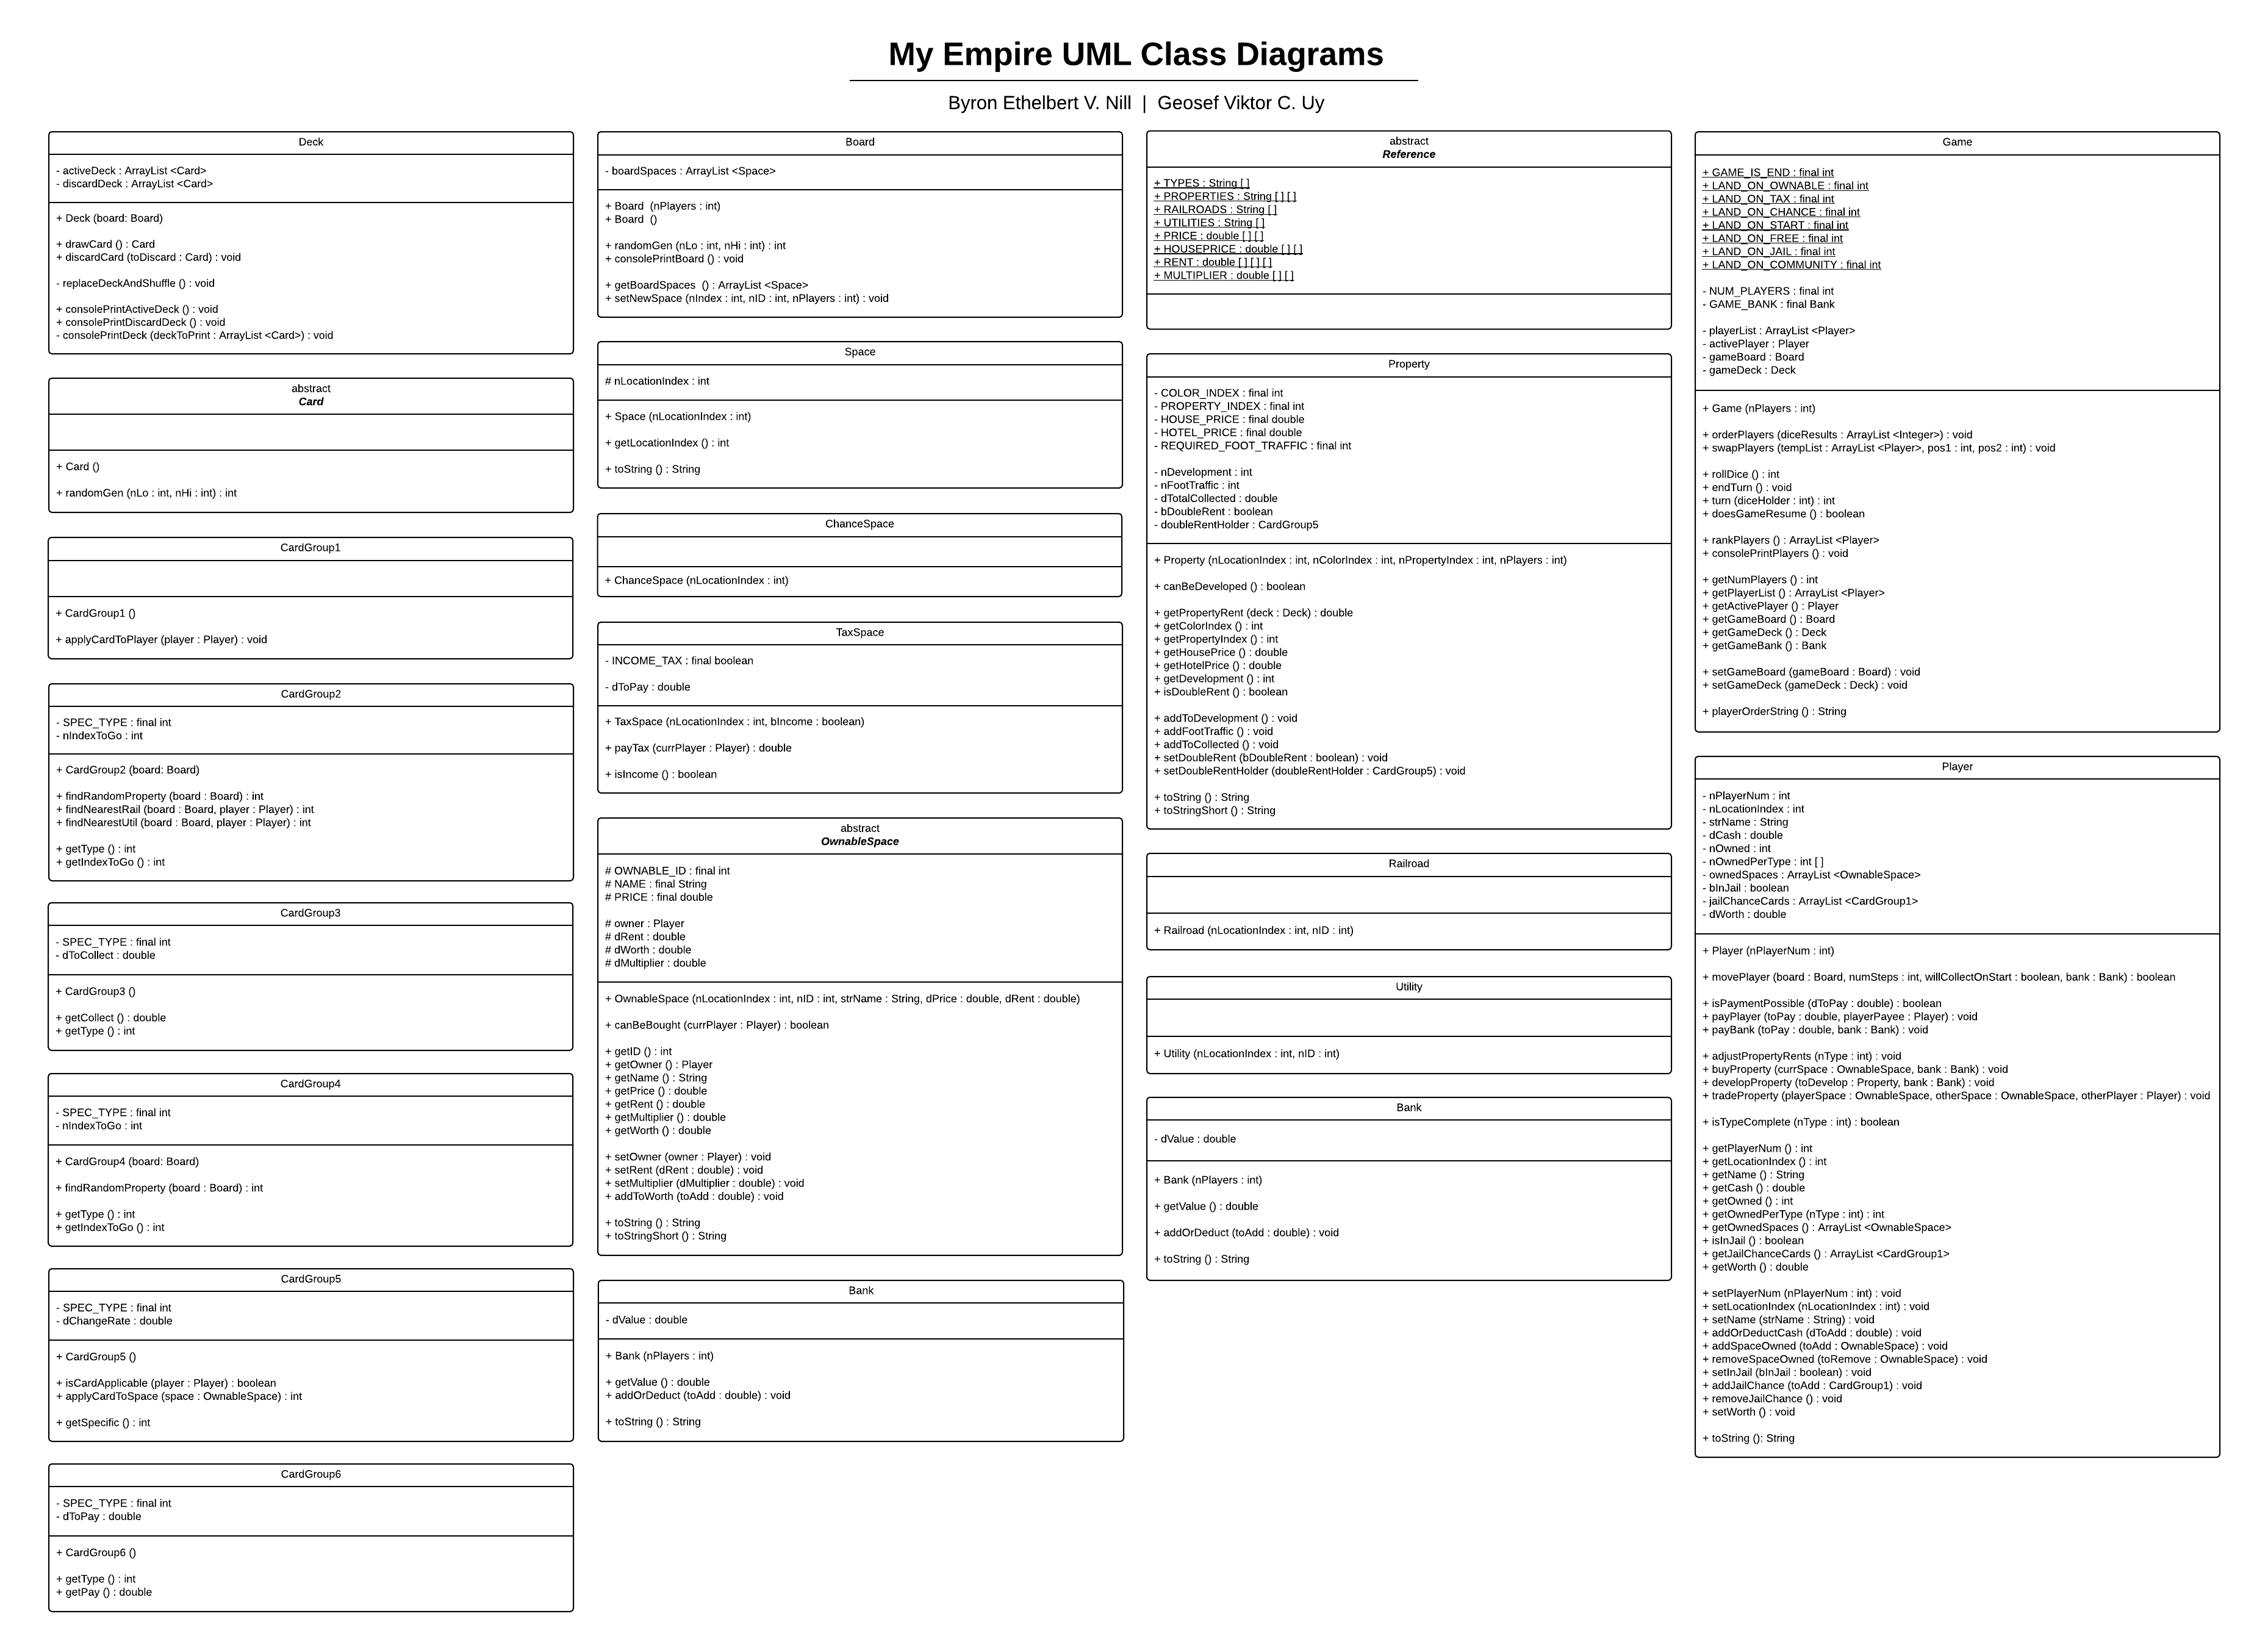 My Empire UML Class Diagrams
Byron Ethelbert V. Nill | Geosef Viktor C. Uy
Deck
- activeDeck : ArrayList <Card>
- discardDeck : ArrayList <Card>
+ Deck (board: Board)
+ drawCard () : Card
+ discardCard (toDiscard : Card) : void
- replaceDeckAndShuffle () : void
+ consolePrintActiveDeck () : void
+ consolePrintDiscardDeck () : void
- consolePrintDeck (deckToPrint : ArrayList <Card>) : void
abstract
Card
+ Card ()
+ randomGen (nLo : int, nHi : int) : int
CardGroup1
+ CardGroup1 ()
+ applyCardToPlayer (player : Player) : void
CardGroup2
- SPEC_TYPE : final int
- nIndexToGo : int
+ CardGroup2 (board: Board)
+ findRandomProperty (board : Board) : int
+ findNearestRail (board : Board, player : Player) : int
+ findNearestUtil (board : Board, player : Player) : int
+ getType () : int
+ getIndexToGo () : int
CardGroup3
- SPEC_TYPE : final int
- dToCollect : double
+ CardGroup3 ()
+ getCollect () : double
+ getType () : int
CardGroup4
- SPEC_TYPE : final int
- nIndexToGo : int
+ CardGroup4 (board: Board)
+ findRandomProperty (board : Board) : int
+ getType () : int
+ getIndexToGo () : int
CardGroup5
- SPEC_TYPE : final int
- dChangeRate : double
+ CardGroup5 ()
+ isCardApplicable (player : Player) : boolean
+ applyCardToSpace (space : OwnableSpace) : int
+ getSpecific () : int
CardGroup6
- SPEC_TYPE : final int
- dToPay : double
+ CardGroup6 ()
+ getType () : int
+ getPay () : double
Board
- boardSpaces : ArrayList <Space>
+ Board (nPlayers : int)
+ Board ()
+ randomGen (nLo : int, nHi : int) : int
+ consolePrintBoard () : void
+ getBoardSpaces () : ArrayList <Space>
+ setNewSpace (nIndex : int, nID : int, nPlayers : int) : void
Space
# nLocationIndex : int
+ Space (nLocationIndex : int)
+ getLocationIndex () : int
+ toString () : String
ChanceSpace
+ ChanceSpace (nLocationIndex : int)
TaxSpace
- INCOME_TAX : final boolean
- dToPay : double
+ TaxSpace (nLocationIndex : int, bIncome : boolean)
+ payTax (currPlayer : Player) : double
+ isIncome () : boolean
abstract
OwnableSpace
# OWNABLE_ID : final int
# NAME : final String
# PRICE : final double
# owner : Player
# dRent : double
# dWorth : double
# dMultiplier : double
+ OwnableSpace (nLocationIndex : int, nID : int, strName : String, dPrice : double, dRent : double)
+ canBeBought (currPlayer : Player) : boolean
+ getID () : int
+ getOwner () : Player
+ getName () : String
+ getPrice () : double
+ getRent () : double
+ getMultiplier () : double
+ getWorth () : double
+ setOwner (owner : Player) : void
+ setRent (dRent : double) : void
+ setMultiplier (dMultiplier : double) : void
+ addToWorth (toAdd : double) : void
+ toString () : String
+ toStringShort () : String
Bank
- dValue : double
+ Bank (nPlayers : int)
+ getValue () : double
+ addOrDeduct (toAdd : double) : void
+ toString () : String
abstract
Reference
+ TYPES : String [ ]
+ PROPERTIES : String [ ] [ ]
+ RAILROADS : String [ ]
+ UTILITIES : String [ ]
+ PRICE : double [ ] [ ]
+ HOUSEPRICE : double [ ] [ ]
+ RENT : double [ ] [ ] [ ]
+ MULTIPLIER : double [ ] [ ]
Property
- COLOR_INDEX : final int
- PROPERTY_INDEX : final int
- HOUSE_PRICE : final double
- HOTEL_PRICE : final double
- REQUIRED_FOOT_TRAFFIC : final int
- nDevelopment : int
- nFootTraffic : int
- dTotalCollected : double
- bDoubleRent : boolean
- doubleRentHolder : CardGroup5
+ Property (nLocationIndex : int, nColorIndex : int, nPropertyIndex : int, nPlayers : int)
+ canBeDeveloped () : boolean
+ getPropertyRent (deck : Deck) : double
+ getColorIndex () : int
+ getPropertyIndex () : int
+ getHousePrice () : double
+ getHotelPrice () : double
+ getDevelopment () : int
+ isDoubleRent () : boolean
+ addToDevelopment () : void
+ addFootTraffic () : void
+ addToCollected () : void
+ setDoubleRent (bDoubleRent : boolean) : void
+ setDoubleRentHolder (doubleRentHolder : CardGroup5) : void
+ toString () : String
+ toStringShort () : String
Railroad
+ Railroad (nLocationIndex : int, nID : int)
Utility
+ Utility (nLocationIndex : int, nID : int)
Bank
- dValue : double
+ Bank (nPlayers : int)
+ getValue () : double
+ addOrDeduct (toAdd : double) : void
+ toString () : String
Game
+ GAME_IS_END : final int
+ LAND_ON_OWNABLE : final int
+ LAND_ON_TAX : final int
+ LAND_ON_CHANCE : final int
+ LAND_ON_START : final int
+ LAND_ON_FREE : final int
+ LAND_ON_JAIL : final int
+ LAND_ON_COMMUNITY : final int
- NUM_PLAYERS : final int
- GAME_BANK : final Bank
- playerList : ArrayList <Player>
- activePlayer : Player
- gameBoard : Board
- gameDeck : Deck
+ Game (nPlayers : int)
+ orderPlayers (diceResults : ArrayList <Integer>) : void
+ swapPlayers (tempList : ArrayList <Player>, pos1 : int, pos2 : int) : void
+ rollDice () : int
+ endTurn () : void
+ turn (diceHolder : int) : int
+ doesGameResume () : boolean
+ rankPlayers () : ArrayList <Player>
+ consolePrintPlayers () : void
+ getNumPlayers () : int
+ getPlayerList () : ArrayList <Player>
+ getActivePlayer () : Player
+ getGameBoard () : Board
+ getGameDeck () : Deck
+ getGameBank () : Bank
+ setGameBoard (gameBoard : Board) : void
+ setGameDeck (gameDeck : Deck) : void
+ playerOrderString () : String
Player
- nPlayerNum : int
- nLocationIndex : int
- strName : String
- dCash : double
- nOwned : int
- nOwnedPerType : int [ ]
- ownedSpaces : ArrayList <OwnableSpace>
- bInJail : boolean
- jailChanceCards : ArrayList <CardGroup1>
- dWorth : double
+ Player (nPlayerNum : int)
+ movePlayer (board : Board, numSteps : int, willCollectOnStart : boolean, bank : Bank) : boolean
+ isPaymentPossible (dToPay : double) : boolean
+ payPlayer (toPay : double, playerPayee : Player) : void
+ payBank (toPay : double, bank : Bank) : void
+ adjustPropertyRents (nType : int) : void
+ buyProperty (currSpace : OwnableSpace, bank : Bank) : void
+ developProperty (toDevelop : Property, bank : Bank) : void
+ tradeProperty (playerSpace : OwnableSpace, otherSpace : OwnableSpace, otherPlayer : Player) : void
+ isTypeComplete (nType : int) : boolean
+ getPlayerNum () : int
+ getLocationIndex () : int
+ getName () : String
+ getCash () : double
+ getOwned () : int
+ getOwnedPerType (nType : int) : int
+ getOwnedSpaces () : ArrayList <OwnableSpace>
+ isInJail () : boolean
+ getJailChanceCards () : ArrayList <CardGroup1>
+ getWorth () : double
+ setPlayerNum (nPlayerNum : int) : void
+ setLocationIndex (nLocationIndex : int) : void
+ setName (strName : String) : void
+ addOrDeductCash (dToAdd : double) : void
+ addSpaceOwned (toAdd : OwnableSpace) : void
+ removeSpaceOwned (toRemove : OwnableSpace) : void
+ setInJail (bInJail : boolean) : void
+ addJailChance (toAdd : CardGroup1) : void
+ removeJailChance () : void
+ setWorth () : void
+ toString (): String